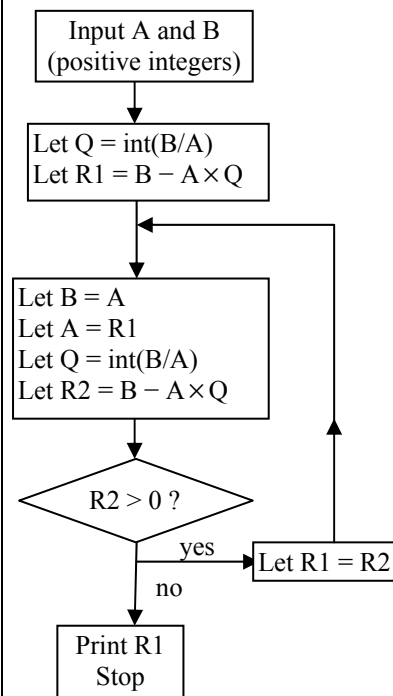 Input A and B
(positive integers)
Let Q = int(B/A)
Let R1 = B − A × Q
Let B = A
Let A = R1
Let Q = int(B/A)
Let R2 = B − A × Q
R2 > 0 ?
yes
Let R1 = R2
no
Print R1
Stop